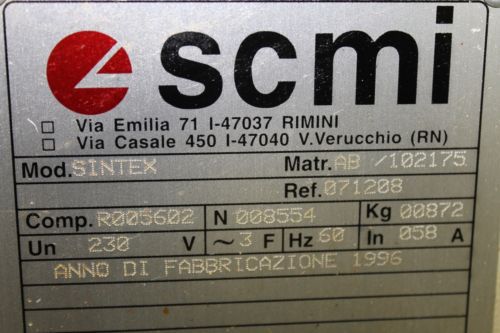 scmi
Via Emilia 71 I-47037 RIMINI
Via Casale 450 I-47040 V.Verucchio (RN)
Mod. SINTEX Matr. AB /102175
Ref. 071208
Comp. R005602 N 008554 Kg 00872
Un 230 V ~ 3 F Hz 60 In 058 A
ANNO DI FABBRICAZIONE 1996